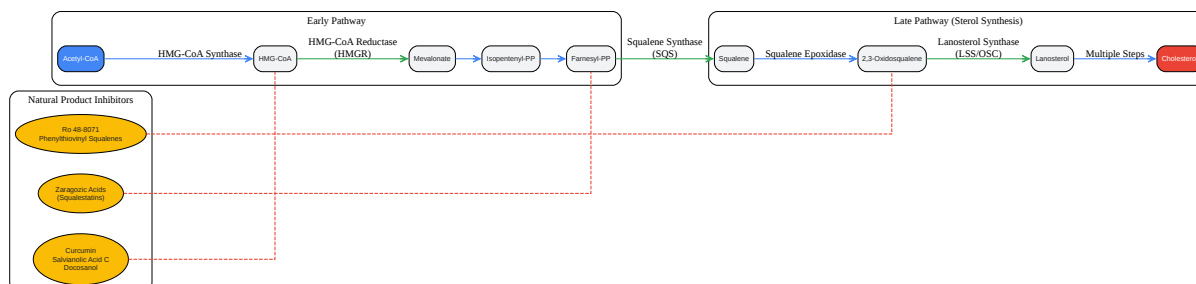 Early Pathway
Late Pathway (Sterol Synthesis)
Acetyl-CoA
HMG-CoA Synthase
HMG-CoA
HMG-CoA Reductase
(HMGR)
Mevalonate
Isopentenyl-PP
Farnesyl-PP
Squalene Synthase
(SQS)
Squalene
Squalene Epoxidase
2,3-Oxidosqualene
Lanosterol Synthase
(LSS/OSC)
Lanosterol
Multiple Steps
Cholestero
Natural Product Inhibitors
Ro 48-8071
Phenylthiovinyl Squalenes
Zaragozic Acids
(Squalestatins)
Curcumin
Salvianolic Acid C
Docosanol